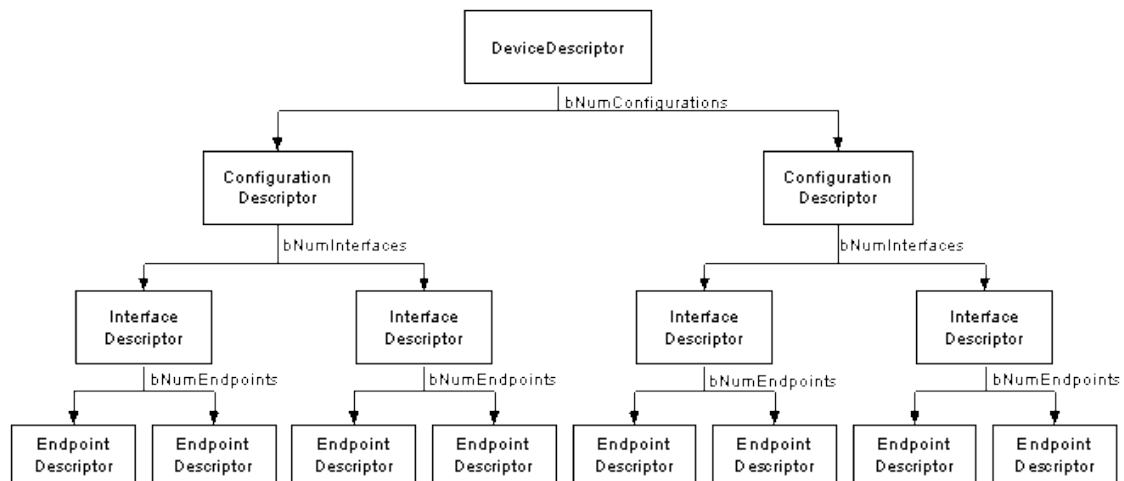 DeviceDescriptor
bNumConfigurations
Configuration
Descriptor
Configuration
Descriptor
bNumInterfaces
bNumInterfaces
Interface
Descriptor
Interface
Descriptor
Interface
Descriptor
Interface
Descriptor
bNumEndpoints
bNumEndpoints
bNumEndpoints
bNumEndpoints
Endpoint
Descriptor
Endpoint
Descriptor
Endpoint
Descriptor
Endpoint
Descriptor
Endpoint
Descriptor
Endpoint
Descriptor
Endpoint
Descriptor
Endpoint
Descriptor